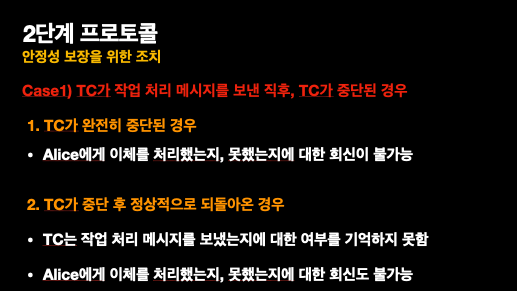 2단계 프로토콜
안정성 보장을 위한 조치
Case1) TC가 작업 처리 메시지를 보낸 직후, TC가 중단된 경우
1. TC가 완전히 중단된 경우
• Alice에게 이체를 처리했는지, 못했는지에 대한 회신이 불가능
2. TC가 중단 후 정상적으로 되돌아온 경우
• TC는 작업 처리 메시지를 보냈는지에 대한 여부를 기억하지 못함
• Alice에게 이체를 처리했는지, 못했는지에 대한 회신도 불가능